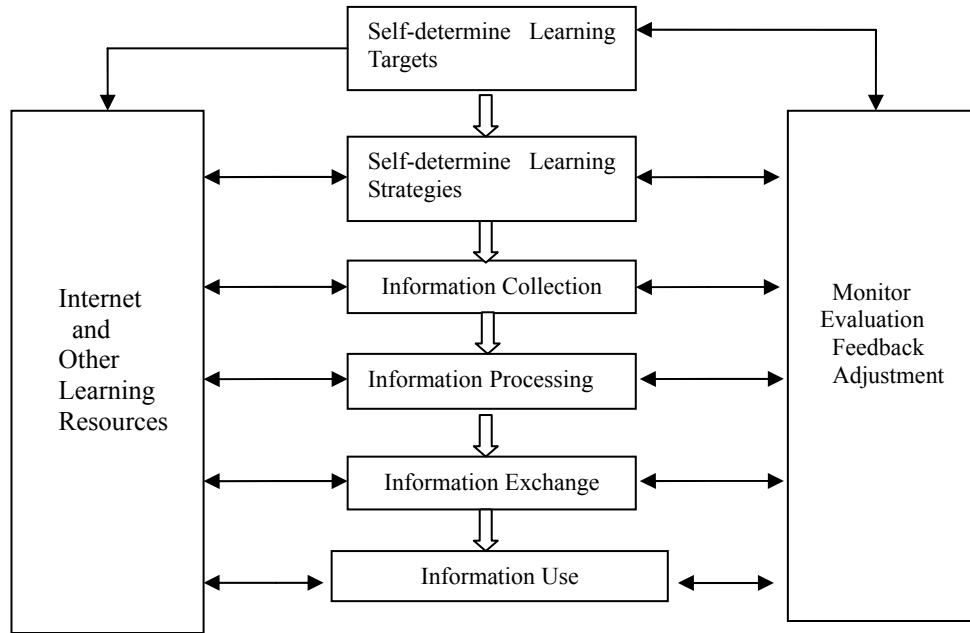 Self-determine Learning
Targets
Self-determine Learning
Strategies
Information Collection
Information Processing
Information Exchange
Information Use
Internet
and
Other
Learning
Resources
Monitor
Evaluation
Feedback
Adjustment